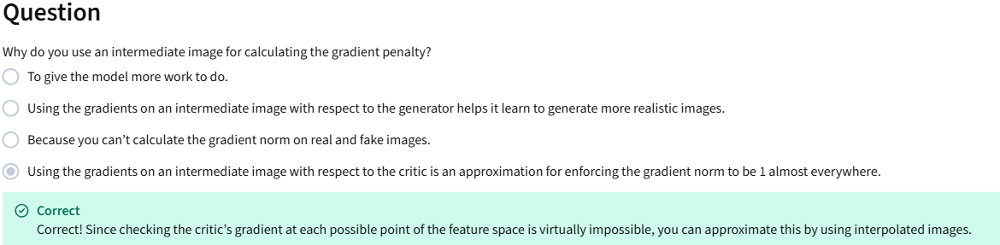 Question
Why do you use an intermediate image for calculating the gradient penalty?
To give the model more work to do.
Using the gradients on an intermediate image with respect to the generator helps it learn to generate more realistic images.
Because you can’t calculate the gradient norm on real and fake images.
Using the gradients on an intermediate image with respect to the critic is an approximation for enforcing the gradient norm to be 1 almost everywhere.
Correct
Correct! Since checking the critic’s gradient at each possible point of the feature space is virtually impossible, you can approximate this by using interpolated images.